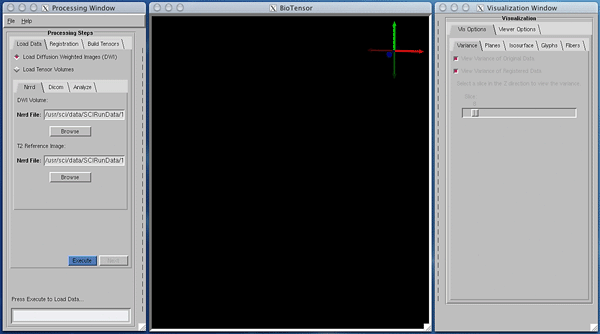 Processing Window
File Help
Processing Steps
Load Data Registration Build Tensors
Load Diffusion Weighted Images (DWI)
Load Tensor Volumes
Nrrd Dicom Analyze
DWI Volume:
Nrrd File: /usr/sci/data/SCIRunData/1
Browse
T2 Reference Image:
Nrrd File: /usr/sci/data/SCIRunData/1
Browse
Execute Next
Press Execute to Load Data...
BioTensor
Visualization Window
Visualization
Vis Options Viewer Options
Variance Planes Isosurface Glyphs Fibers
View Variance of Original Data
View Variance of Registered Data
Select a slice in the Z direction to view the variance
Slice
0